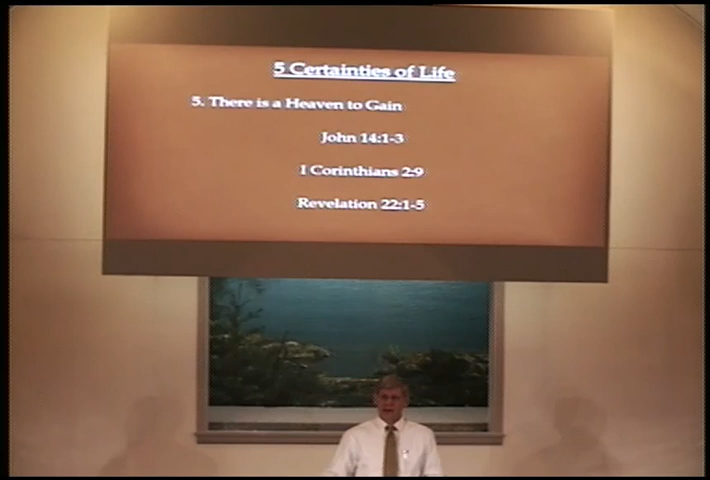 5 Certainties of Life
5. There is a Heaven to Gain
John 14:1-3
I Corinthians 2:9
Revelation 22:1-5